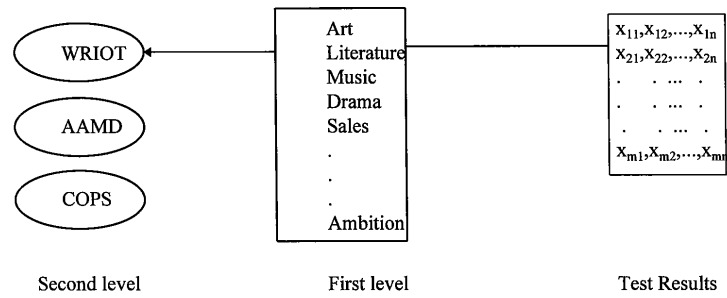 WRIOT
AAMD
COPS
Second level
Art
Literature
Music
Drama
Sales
.
.
.
Ambition
First level
x11,x12,...,x1n
x21,x22,...,x2n
. . ... .
. . ... .
. . ... .
xm1,xm2,...,xmn
Test Results